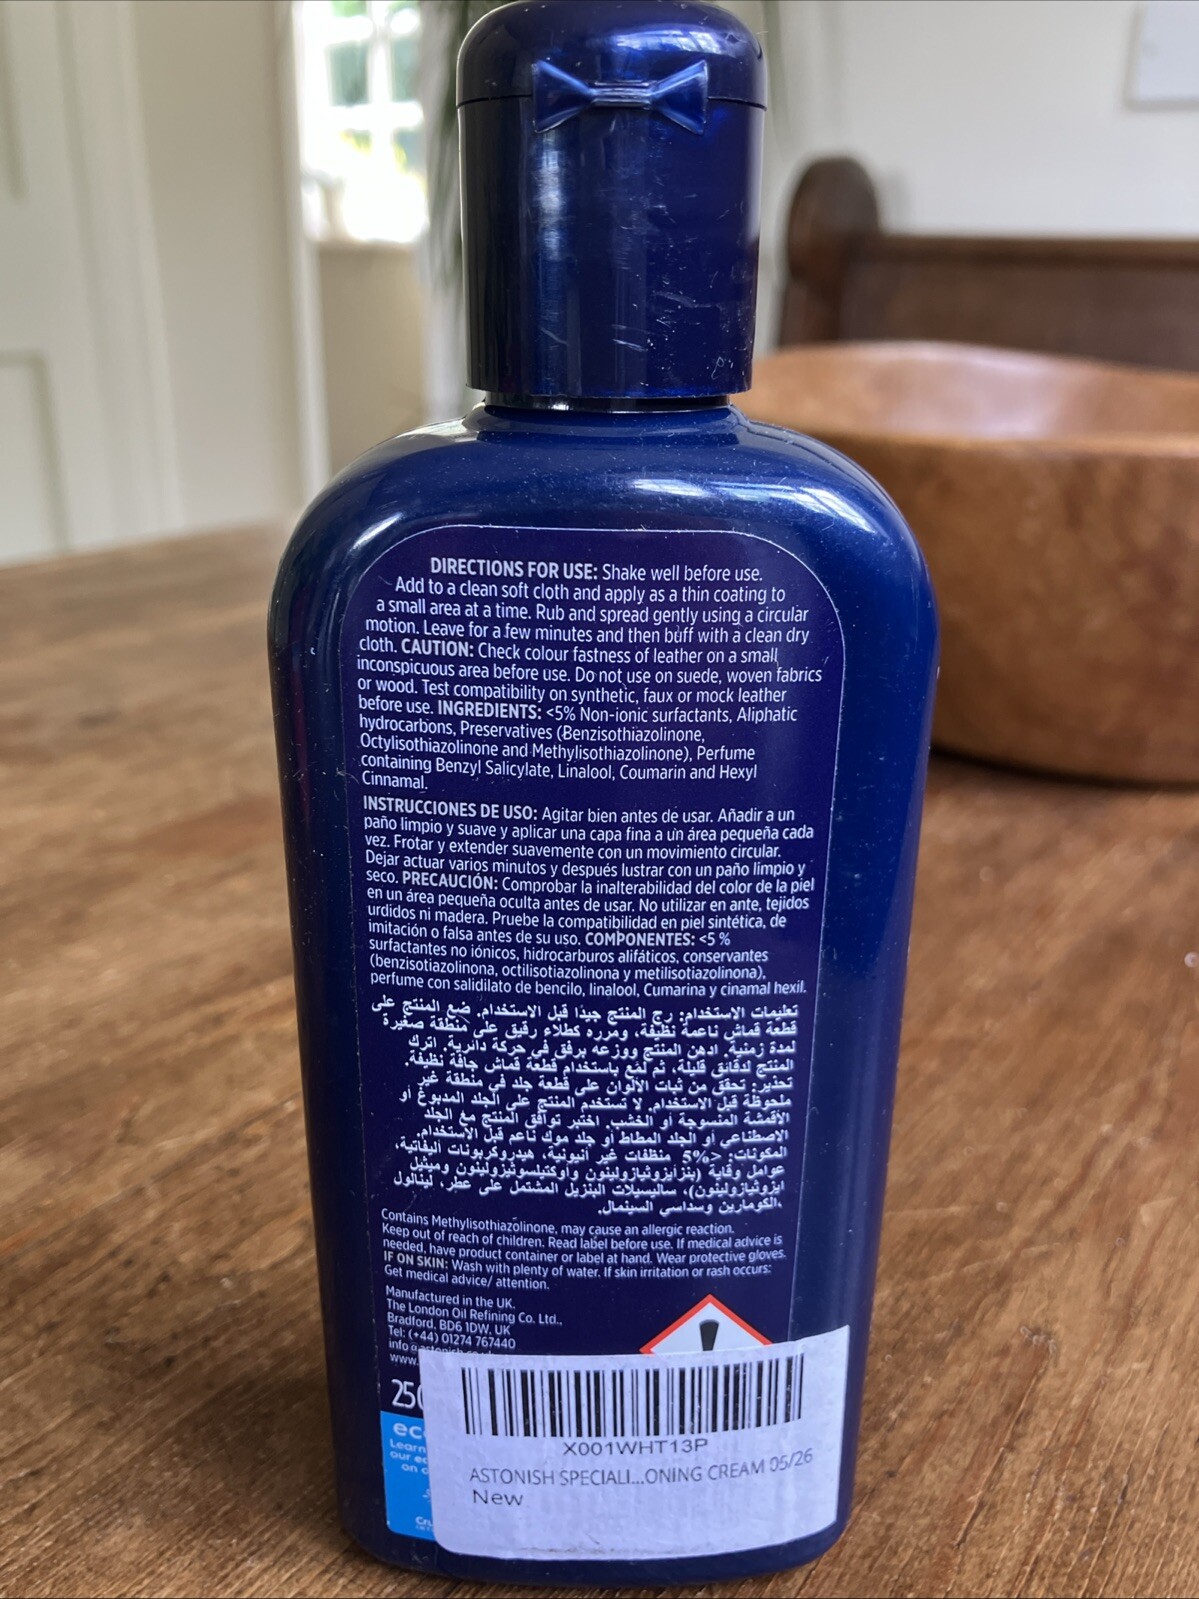 DIRECTIONS FOR USE: Shake well before use.
Add to a clean soft cloth and apply as a thin coating to
a small area at a time. Rub and spread gently using a circular
motion. Leave for a few minutes and then buff with a clean dry
cloth. CAUTION: Check colour fastness of leather on a small
inconspicuous area before use. Do not use on suede, woven fabrics
or wood. Test compatibility on synthetic, faux or mock leather
before use. INGREDIENTS: <5% Non-ionic surfactants, Aliphatic
hydrocarbons, Preservatives (Benzisothiazolinone,
Octylisothiazolinone and Methylisothiazolinone), Perfume
containing Benzyl Salicylate, Linalool, Coumarin and Hexyl
Cinnamal.
INSTRUCCIONES DE USO: Agitar bien antes de usar. Añadir a un
paño limpio y suave y aplicar una capa fina a un área pequeña cada
vez. Frotar y extender suavemente con un movimiento circular.
Dejar actuar varios minutos y después lustrar con un paño limpio y
seco. PRECAUCIÓN: Comprobar la inalterabilidad del color de la piel
en un área pequeña oculta antes de usar. No utilizar en ante, tejidos
urdidos ni madera. Pruebe la compatibilidad en piel sintética, de
imitación o falsa antes de su uso. COMPONENTES: <5 %
surfactantes no iónicos, hidrocarburos alifáticos, conservantes
(benzisotiazolinona, octilisotiazolinona y metilisotiazolinona),
perfume con salidilato de bencilo, linalool, Cumarina y cinamal hexil.
تعليمات الاستخدام: رج المنتج جيدًا قبل الاستخدام. ضع المنتج على
قطعة قماش ناعمة نظيفة، ومرره كطلاء رقيق على منطقة صغيرة
لمدة زمنية. ادهن المنتج ووزعه برفق في حركة دائرية. اترك
المنتج لدقائق قليلة، ثم لمّع باستخدام قطعة قماش جافة نظيفة.
تحذير: تحقق من ثبات الألوان على قطعة جلد في منطقة غير
ملحوظة قبل الاستخدام. لا تستخدم المنتج على الجلد المدبوغ أو
الأقمشة المنسوجة أو الخشب. اختبر توافق المنتج مع الجلد
الاصطناعي أو الجلد المطاط أو جلد موك ناعم قبل الاستخدام.
المكونات: <5% منظفات غير أنيونية، هيدروكربونات اليفاتية،
عوامل وقاية (بنزأيزوثيازولينون وأوكتيلسوثيزولينون وميثيل
ايزوثيازولينون)، ساليسيلات البنزيل المشتمل على عطر، لينالول
،الكومارين وسداسي السينمال.
Contains Methylisothiazolinone, may cause an allergic reaction.
Keep out of reach of children. Read label before use. If medical advice is
needed, have product container or label at hand. Wear protective gloves.
IF ON SKIN: Wash with plenty of water. If skin irritation or rash occurs:
Get medical advice/ attention.
Manufactured in the UK.
The London Oil Refining Co. Ltd.,
Bradford, BD6 1DW, UK
Tel: (+44) 01274 767440
www.
Learn
our
on
X001WHT13P
ASTONISH SPECIALI...ONING CREAM 05/26
New